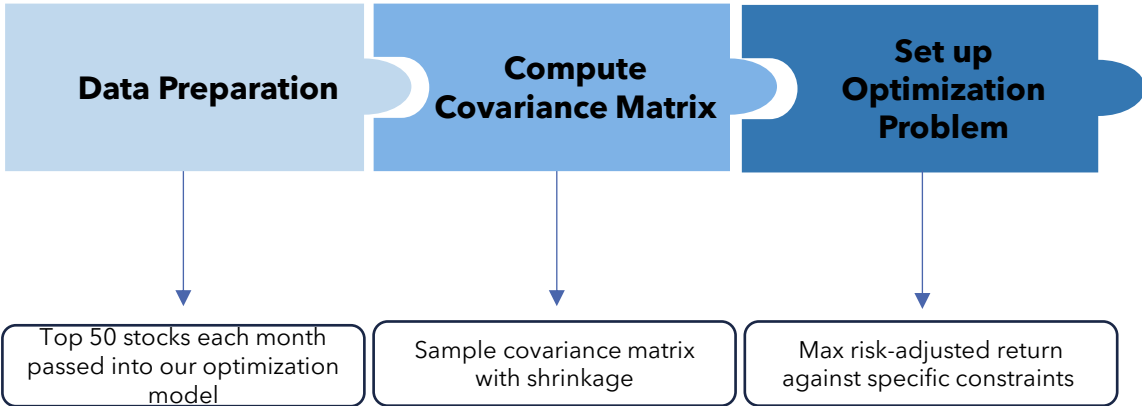 Data Preparation
Compute
Covariance Matrix
Set up
Optimization
Problem
Top 50 stocks each month
passed into our optimization
model
Sample covariance matrix
with shrinkage
Max risk-adjusted return
against specific constraints